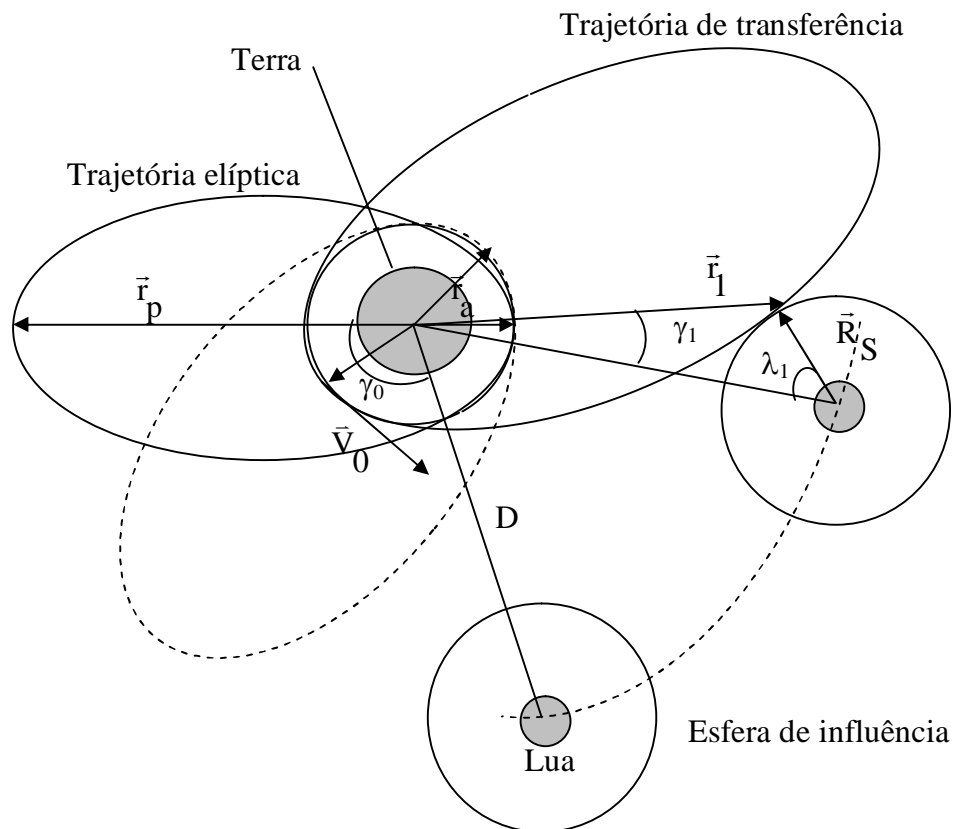 Trajetória de transferência
Terra
Trajetória elíptica
r⃗p
r⃗a
r⃗1
γ1
R⃗S
λ1
γ0
V⃗0
D
Esfera de influência
Lua